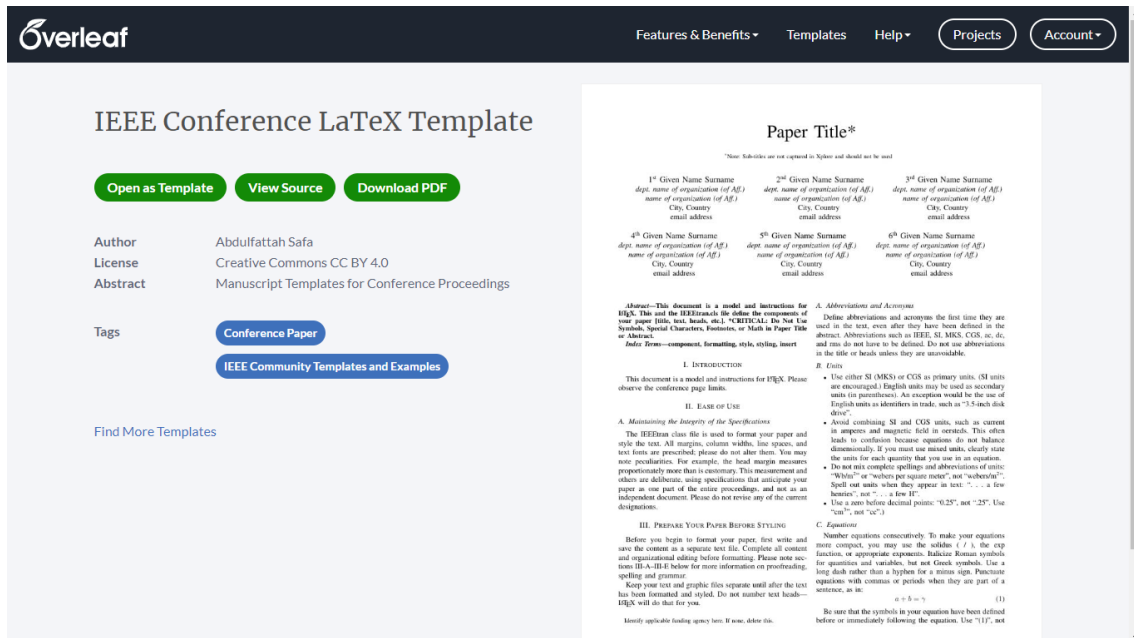 Overleaf
Features & Benefits
Templates
Help
Projects
Account
IEEE Conference LaTeX Template
Open as Template
View Source
Download PDF
Author
Abdulfattah Safa
License
Creative Commons CC BY 4.0
Abstract
Manuscript Templates for Conference Proceedings
Tags
Conference Paper
IEEE Community Templates and Examples
Find More Templates
Paper Title*
*Note: Sub-titles are not captured in Xplore and should not be used
1st Given Name Surname
dept. name of organization (of Aff.)
name of organization (of Aff.)
City, Country
email address
2nd Given Name Surname
dept. name of organization (of Aff.)
name of organization (of Aff.)
City, Country
email address
3rd Given Name Surname
dept. name of organization (of Aff.)
name of organization (of Aff.)
City, Country
email address
4th Given Name Surname
dept. name of organization (of Aff.)
name of organization (of Aff.)
City, Country
email address
5th Given Name Surname
dept. name of organization (of Aff.)
name of organization (of Aff.)
City, Country
email address
6th Given Name Surname
dept. name of organization (of Aff.)
name of organization (of Aff.)
City, Country
email address
Abstract—This document is a model and instructions for
LATEX. This and the IEEEtran.cls file define the components of
your paper [title, text, heads, etc.]. *CRITICAL: Do Not Use
Symbols, Special Characters, Footnotes, or Math in Paper Title
or Abstract.
Index Terms—component, formatting, style, styling, insert
I. INTRODUCTION
This document is a model and instructions for LATEX. Please
observe the conference page limits.
II. EASE OF USE
A. Maintaining the Integrity of the Specifications
The IEEEtran class file is used to format your paper and
style the text. All margins, column widths, line spaces, and
text fonts are prescribed; please do not alter them. You may
note peculiarities. For example, the head margin measures
proportionately more than is customary. This measurement and
others are deliberate, using specifications that anticipate your
paper as one part of the entire proceedings, and not as an
independent document. Please do not revise any of the current
designations.
III. PREPARE YOUR PAPER BEFORE STYLING
Before you begin to format your paper, first write and
save the content as a separate text file. Complete all content
and organizational editing before formatting. Please note sec-
tions III-A–III-E below for more information on proofreading,
spelling and grammar.
Keep your text and graphic files separate until after the text
has been formatted and styled. Do not number text heads—
LATEX will do that for you.
Identify applicable funding agency here. If none, delete this.
A. Abbreviations and Acronyms
Define abbreviations and acronyms the first time they are
used in the text, even after they have been defined in the
abstract. Abbreviations such as IEEE, SI, MKS, CGS, ac, dc,
and rms do not have to be defined. Do not use abbreviations
in the title or heads unless they are unavoidable.
B. Units
• Use either SI (MKS) or CGS as primary units. (SI units
are encouraged.) English units may be used as secondary
units (in parentheses). An exception would be the use of
English units as identifiers in trade, such as “3.5-inch disk
drive”.
• Avoid combining SI and CGS units, such as current
in amperes and magnetic field in oersteds. This often
leads to confusion because equations do not balance
dimensionally. If you must use mixed units, clearly state
the units for each quantity that you use in an equation.
• Do not mix complete spellings and abbreviations of units:
“Wb/m2” or “webers per square meter”, not “webers/m2”.
Spell out units when they appear in text: “. . . a few
henries”, not “. . . a few H”.
• Use a zero before decimal points: “0.25”, not “.25”. Use
“cm3”, not “cc”.)
C. Equations
Number equations consecutively. To make your equations
more compact, you may use the solidus ( / ), the exp
function, or appropriate exponents. Italicize Roman symbols
for quantities and variables, but not Greek symbols. Use a
long dash rather than a hyphen for a minus sign. Punctuate
equations with commas or periods when they are part of a
sentence, as in:
a + b = γ (1)
Be sure that the symbols in your equation have been defined
before or immediately following the equation. Use “(1)”, not